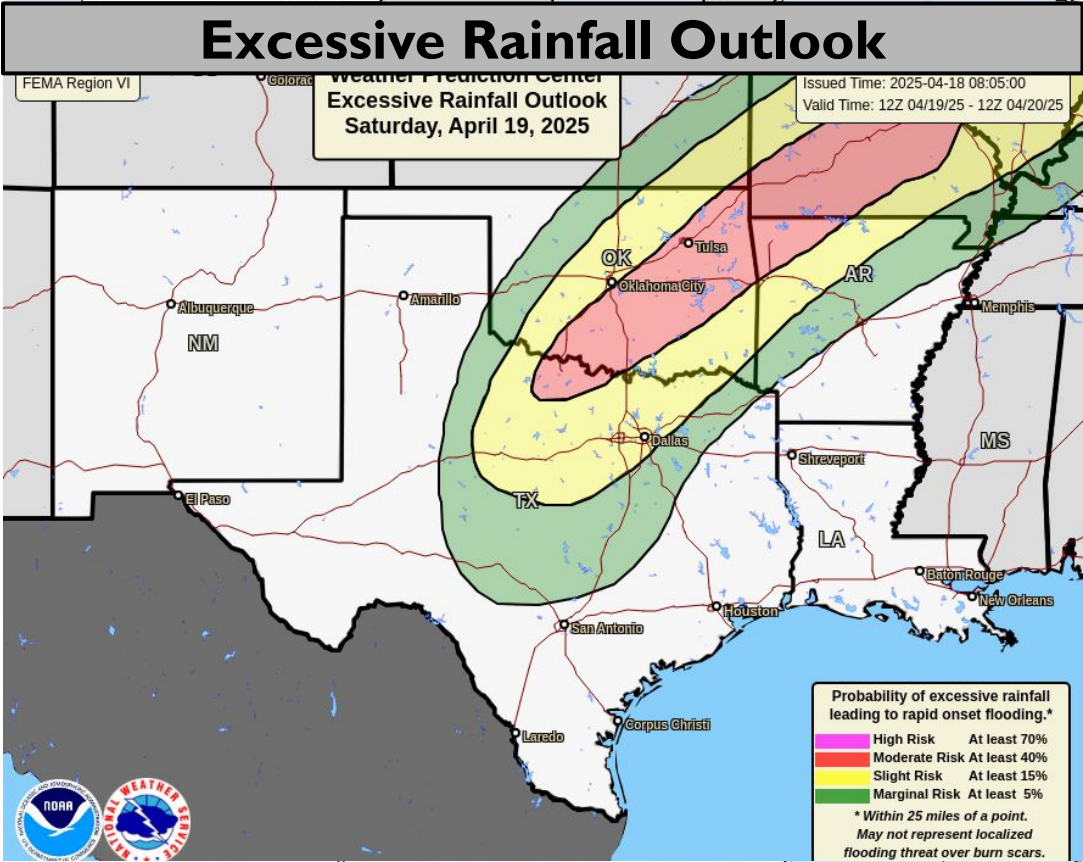 Excessive Rainfall Outlook
FEMA Region VI
Colorad
Weather Prediction Center
Excessive Rainfall Outlook
Saturday, April 19, 2025
Issued Time: 2025-04-18 08:05:00
Valid Time: 12Z 04/19/25 - 12Z 04/20/25
Tulsa
OK
AR
Oklahoma City
Amarillo
Albuquerque
Memphis
NM
Dallas
MS
Shreveport
El Paso
TX
LA
Baton Rouge
New Orleans
Houston
San Antonio
Corpus Christi
Laredo
Probability of excessive rainfall
leading to rapid onset flooding.*
High Risk At least 70%
Moderate Risk At least 40%
Slight Risk At least 15%
Marginal Risk At least 5%
* Within 25 miles of a point.
May not represent localized
flooding threat over burn scars.
NOAA
NATIONAL WEATHER SERVICE